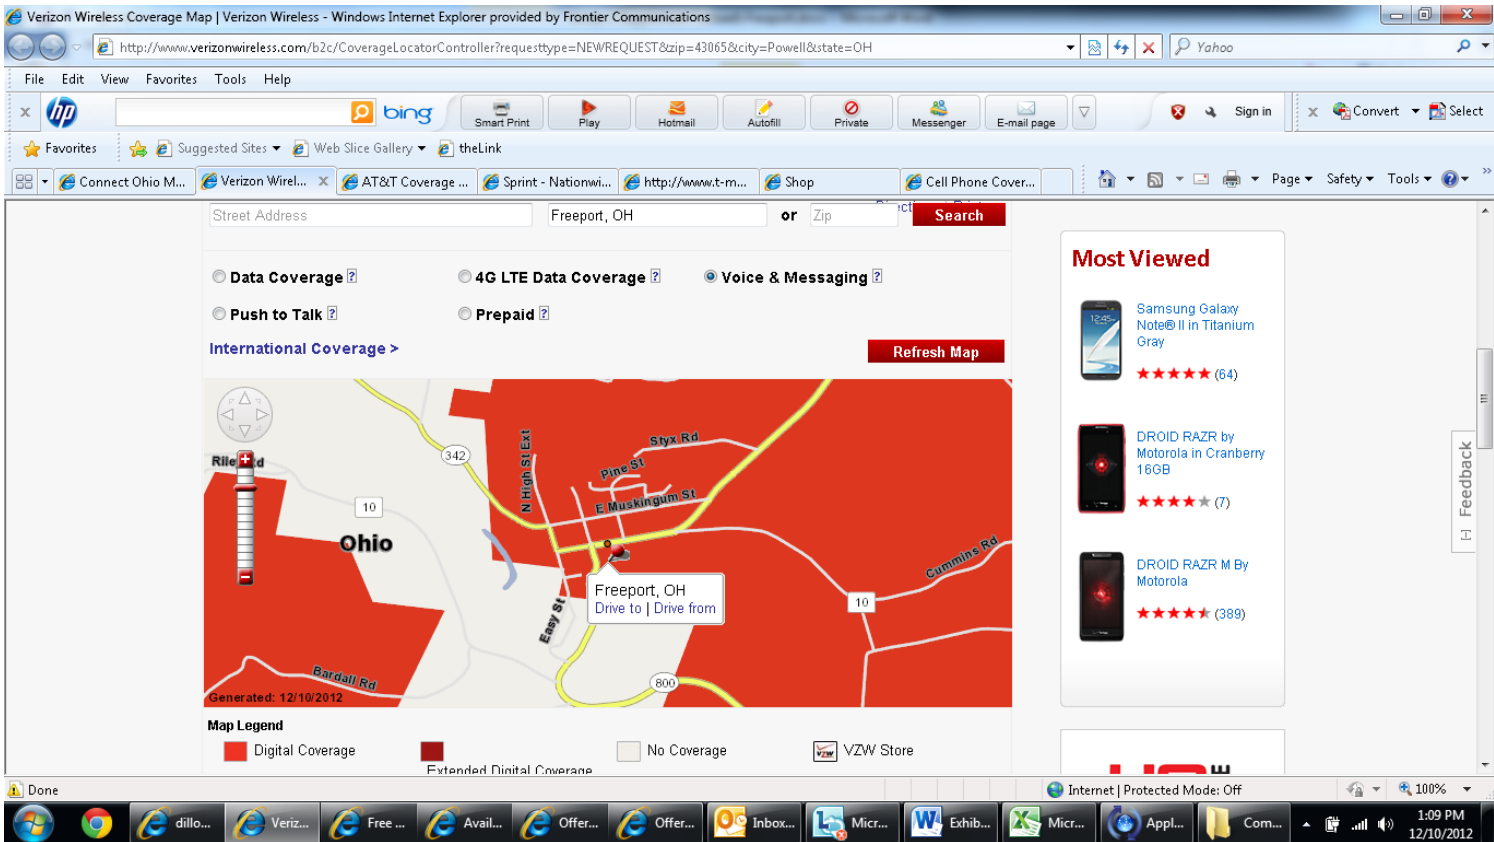 Verizon Wireless Coverage Map | Verizon Wireless - Windows Internet Explorer provided by Frontier Communications
http://www.verizonwireless.com/b2c/CoverageLocatorController?requesttype=NEWREQUEST&zip=43065&city=Powell&state=OH
Yahoo
File Edit View Favorites Tools Help
x hp bing Smart Print Play Hotmail Autofill Private Messenger E-mail page Sign in x Convert Select
Favorites Suggested Sites Web Slice Gallery theLink
Connect Ohio M... Verizon Wirel... X AT&T Coverage ... Sprint - Nationwi... http://www.t-m... Shop Cell Phone Cover... Page Safety Tools
Street Address Freeport, OH or Zip Search
Data Coverage ? 4G LTE Data Coverage ? Voice & Messaging ?
Push to Talk ? Prepaid ?
International Coverage >
Refresh Map
342
Styx Rd
Pine St
N High St Ext
E Muskingum St
10
Ohio
Cummins Rd
Freeport, OH
Drive to | Drive from
10
Easy St
Bardall Rd
800
Generated: 12/10/2012
Map Legend
Digital Coverage
Extended Digital Coverage
No Coverage
VZW Store
Most Viewed
12:45
Samsung Galaxy
Note® II in Titanium
Gray
(64)
DROID RAZR by
Motorola in Cranberry
16GB
(7)
DROID RAZR M By
Motorola
(389)
Feedback
Done Internet | Protected Mode: Off 100%
dillo... Veriz... Free ... Avail... Offer... Offer... Inbox... Micr... Exhib... Micr... Appl... Com...
1:09 PM
12/10/2012